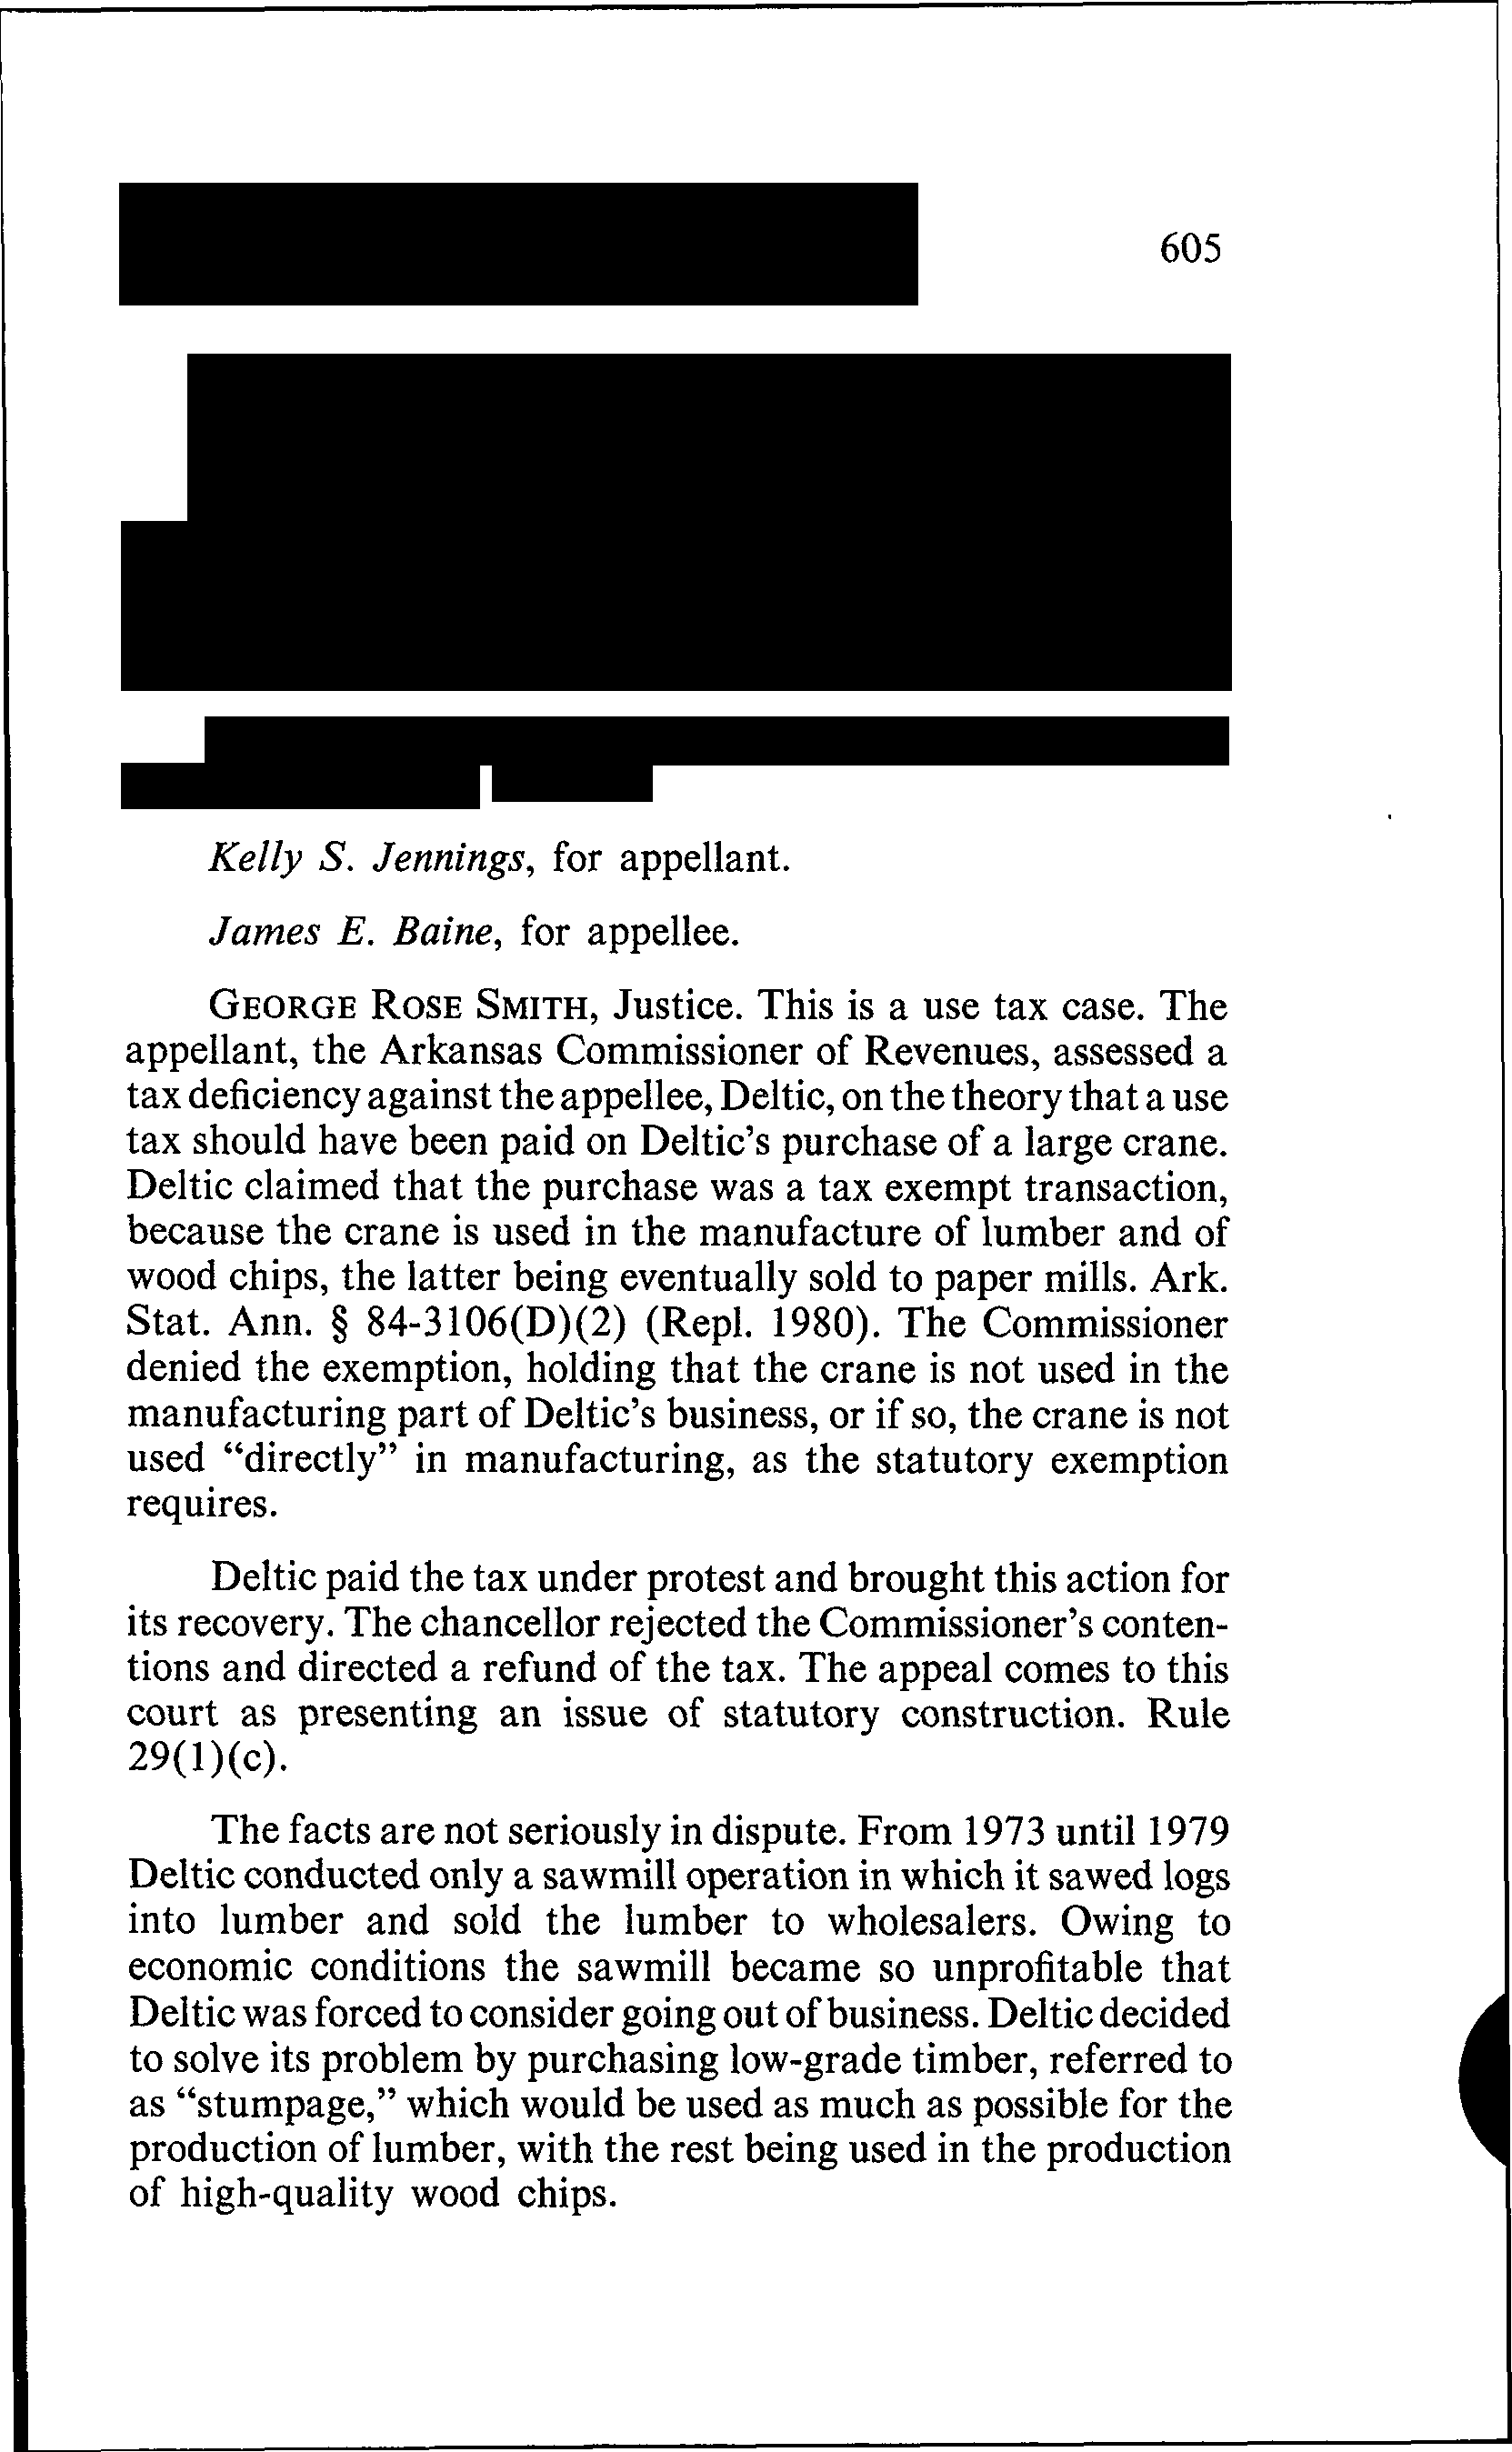 605
Kelly S. Jennings, for appellant.
James E. Baine, for appellee.
GEORGE ROSE SMITH, Justice. This is a use tax case. The
appellant, the Arkansas Commissioner of Revenues, assessed a
tax deficiency against the appellee, Deltic, on the theory that a use
tax should have been paid on Deltic's purchase of a large crane.
Deltic claimed that the purchase was a tax exempt transaction,
because the crane is used in the manufacture of lumber and of
wood chips, the latter being eventually sold to paper mills. Ark.
Stat. Ann. § 84-3106(D)(2) (Repl. 1980). The Commissioner
denied the exemption, holding that the crane is not used in the
manufacturing part of Deltic's business, or if so, the crane is not
used “directly” in manufacturing, as the statutory exemption
requires.
Deltic paid the tax under protest and brought this action for
its recovery. The chancellor rejected the Commissioner's conten-
tions and directed a refund of the tax. The appeal comes to this
court as presenting an issue of statutory construction. Rule
29(1)(c).
The facts are not seriously in dispute. From 1973 until 1979
Deltic conducted only a sawmill operation in which it sawed logs
into lumber and sold the lumber to wholesalers. Owing to
economic conditions the sawmill became so unprofitable that
Deltic was forced to consider going out of business. Deltic decided
to solve its problem by purchasing low-grade timber, referred to
as “stumpage,” which would be used as much as possible for the
production of lumber, with the rest being used in the production
of high-quality wood chips.